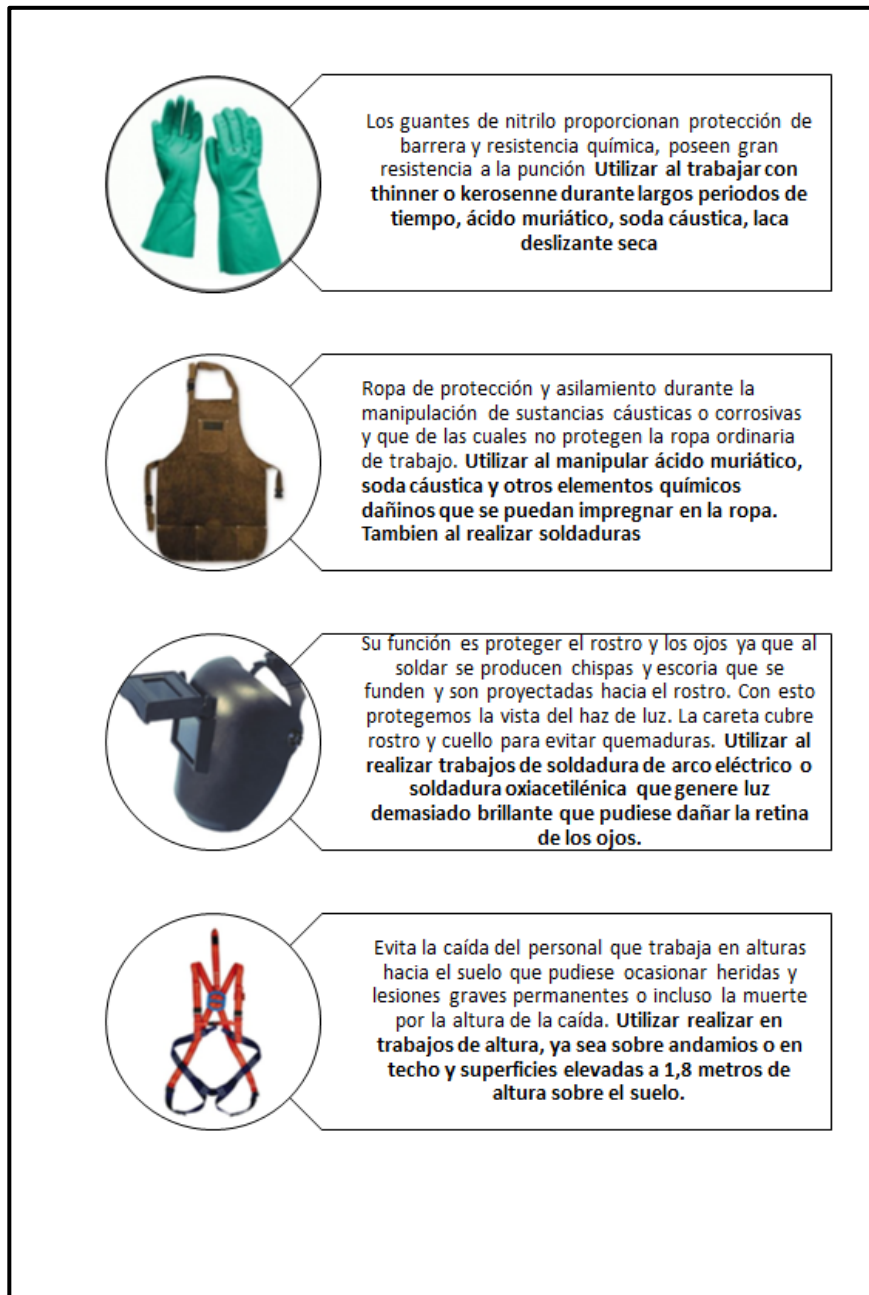 Los guantes de nitrilo proporcionan protección de
barrera y resistencia química, poseen gran
resistencia a la punción Utilizar al trabajar con
thinner o kerosenne durante largos periodos de
tiempo, ácido muriático, soda cáustica, laca
deslizante seca
Ropa de protección y asilamiento durante la
manipulación de sustancias cáusticas o corrosivas
y que de las cuales no protegen la ropa ordinaria
de trabajo. Utilizar al manipular ácido muriático,
soda cáustica y otros elementos químicos
dañinos que se puedan impregnar en la ropa.
Tambien al realizar soldaduras
Su función es proteger el rostro y los ojos ya que al
soldar se producen chispas y escoria que se
funden y son proyectadas hacia el rostro. Con esto
protegemos la vista del haz de luz. La careta cubre
rostro y cuello para evitar quemaduras. Utilizar al
realizar trabajos de soldadura de arco eléctrico o
soldadura oxiacetilénica que genere luz
demasiado brillante que pudiese dañar la retina
de los ojos.
Evita la caída del personal que trabaja en alturas
hacia el suelo que pudiese ocasionar heridas y
lesiones graves permanentes o incluso la muerte
por la altura de la caída. Utilizar realizar en
trabajos de altura, ya sea sobre andamios o en
techo y superficies elevadas a 1,8 metros de
altura sobre el suelo.